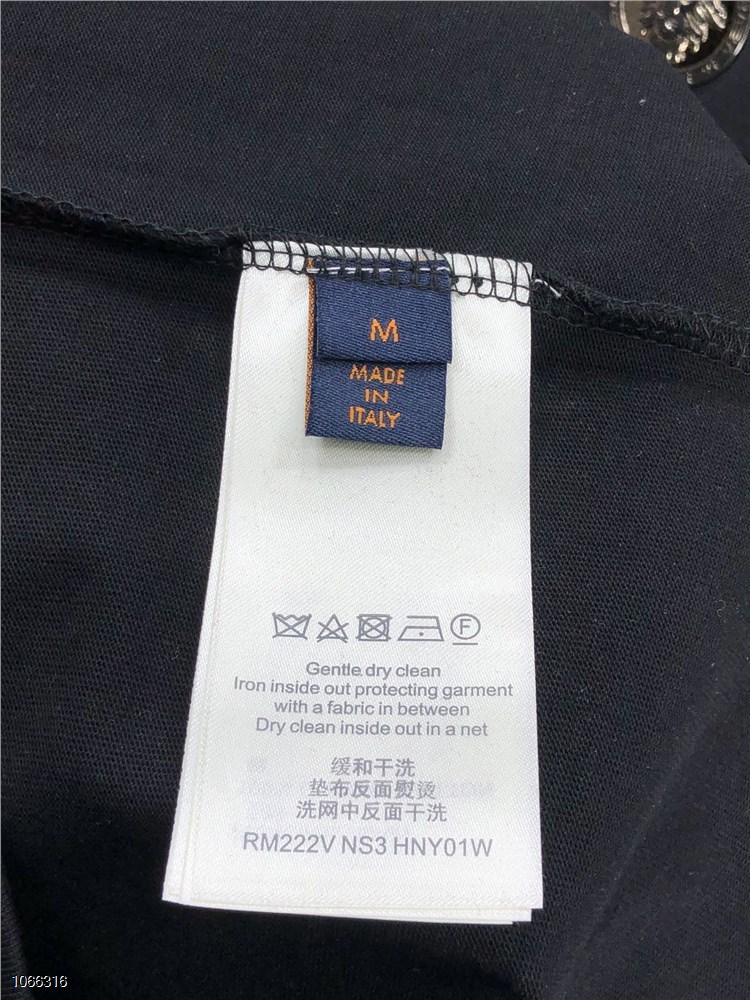 M
MADE
IN
ITALY
F
Gentle dry clean
Iron inside out protecting garment
with a fabric in between
Dry clean inside out in a net
缓和干洗
垫布反面熨烫
洗网中反面干洗
RM222V NS3 HNY01W
1066316